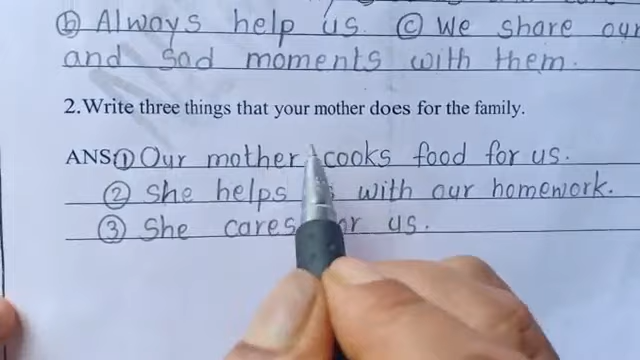 ⓑ Always help us. ⓒ We share our
and sad moments with them.
2.Write three things that your mother does for the family.
ANS① Our mother cooks food for us.
② She helps with our homework.
③ She cares us.